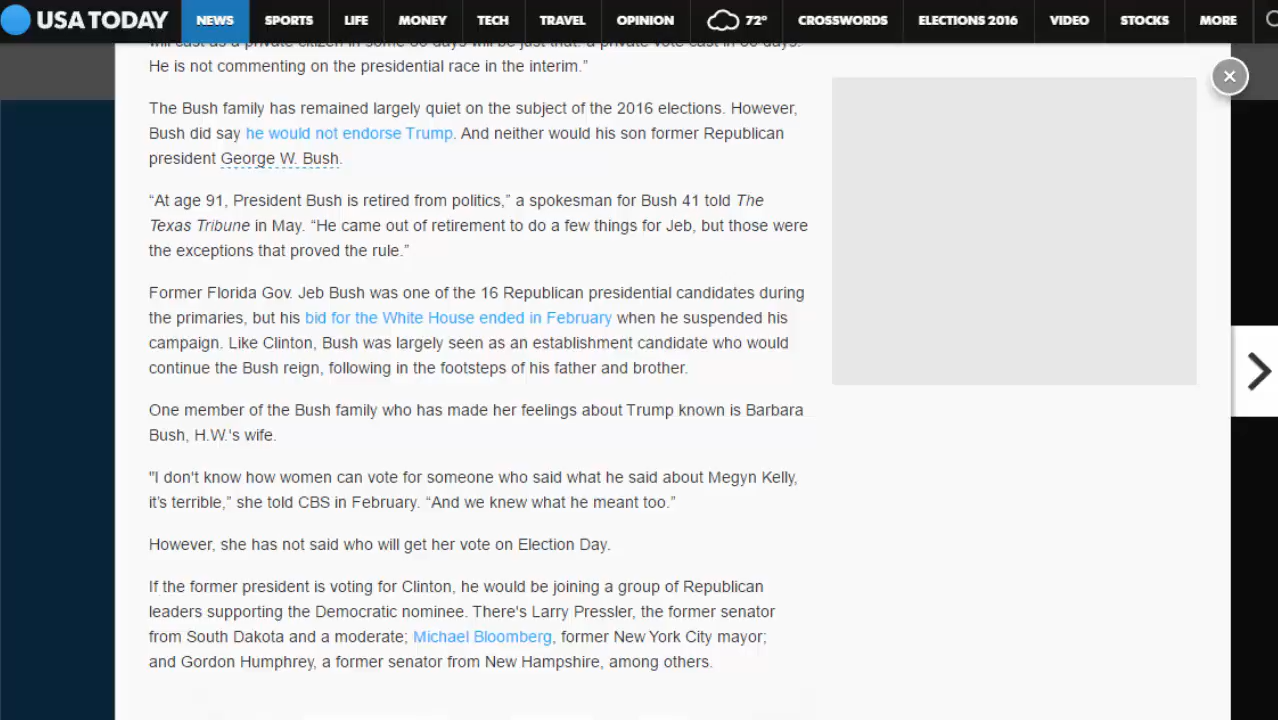 USA TODAY NEWS SPORTS LIFE MONEY TECH TRAVEL OPINION 72° CROSSWORDS ELECTIONS 2016 VIDEO STOCKS MORE
will cast as a private citizen in some 50 days will be just that: a private vote cast in 50 days.
He is not commenting on the presidential race in the interim.”
The Bush family has remained largely quiet on the subject of the 2016 elections. However,
Bush did say he would not endorse Trump. And neither would his son former Republican
president George W. Bush.
“At age 91, President Bush is retired from politics,” a spokesman for Bush 41 told The
Texas Tribune in May. “He came out of retirement to do a few things for Jeb, but those were
the exceptions that proved the rule.”
Former Florida Gov. Jeb Bush was one of the 16 Republican presidential candidates during
the primaries, but his bid for the White House ended in February when he suspended his
campaign. Like Clinton, Bush was largely seen as an establishment candidate who would
continue the Bush reign, following in the footsteps of his father and brother.
One member of the Bush family who has made her feelings about Trump known is Barbara
Bush, H.W.'s wife.
"I don't know how women can vote for someone who said what he said about Megyn Kelly,
it’s terrible,” she told CBS in February. “And we knew what he meant too.”
However, she has not said who will get her vote on Election Day.
If the former president is voting for Clinton, he would be joining a group of Republican
leaders supporting the Democratic nominee. There's Larry Pressler, the former senator
from South Dakota and a moderate; Michael Bloomberg, former New York City mayor;
and Gordon Humphrey, a former senator from New Hampshire, among others.